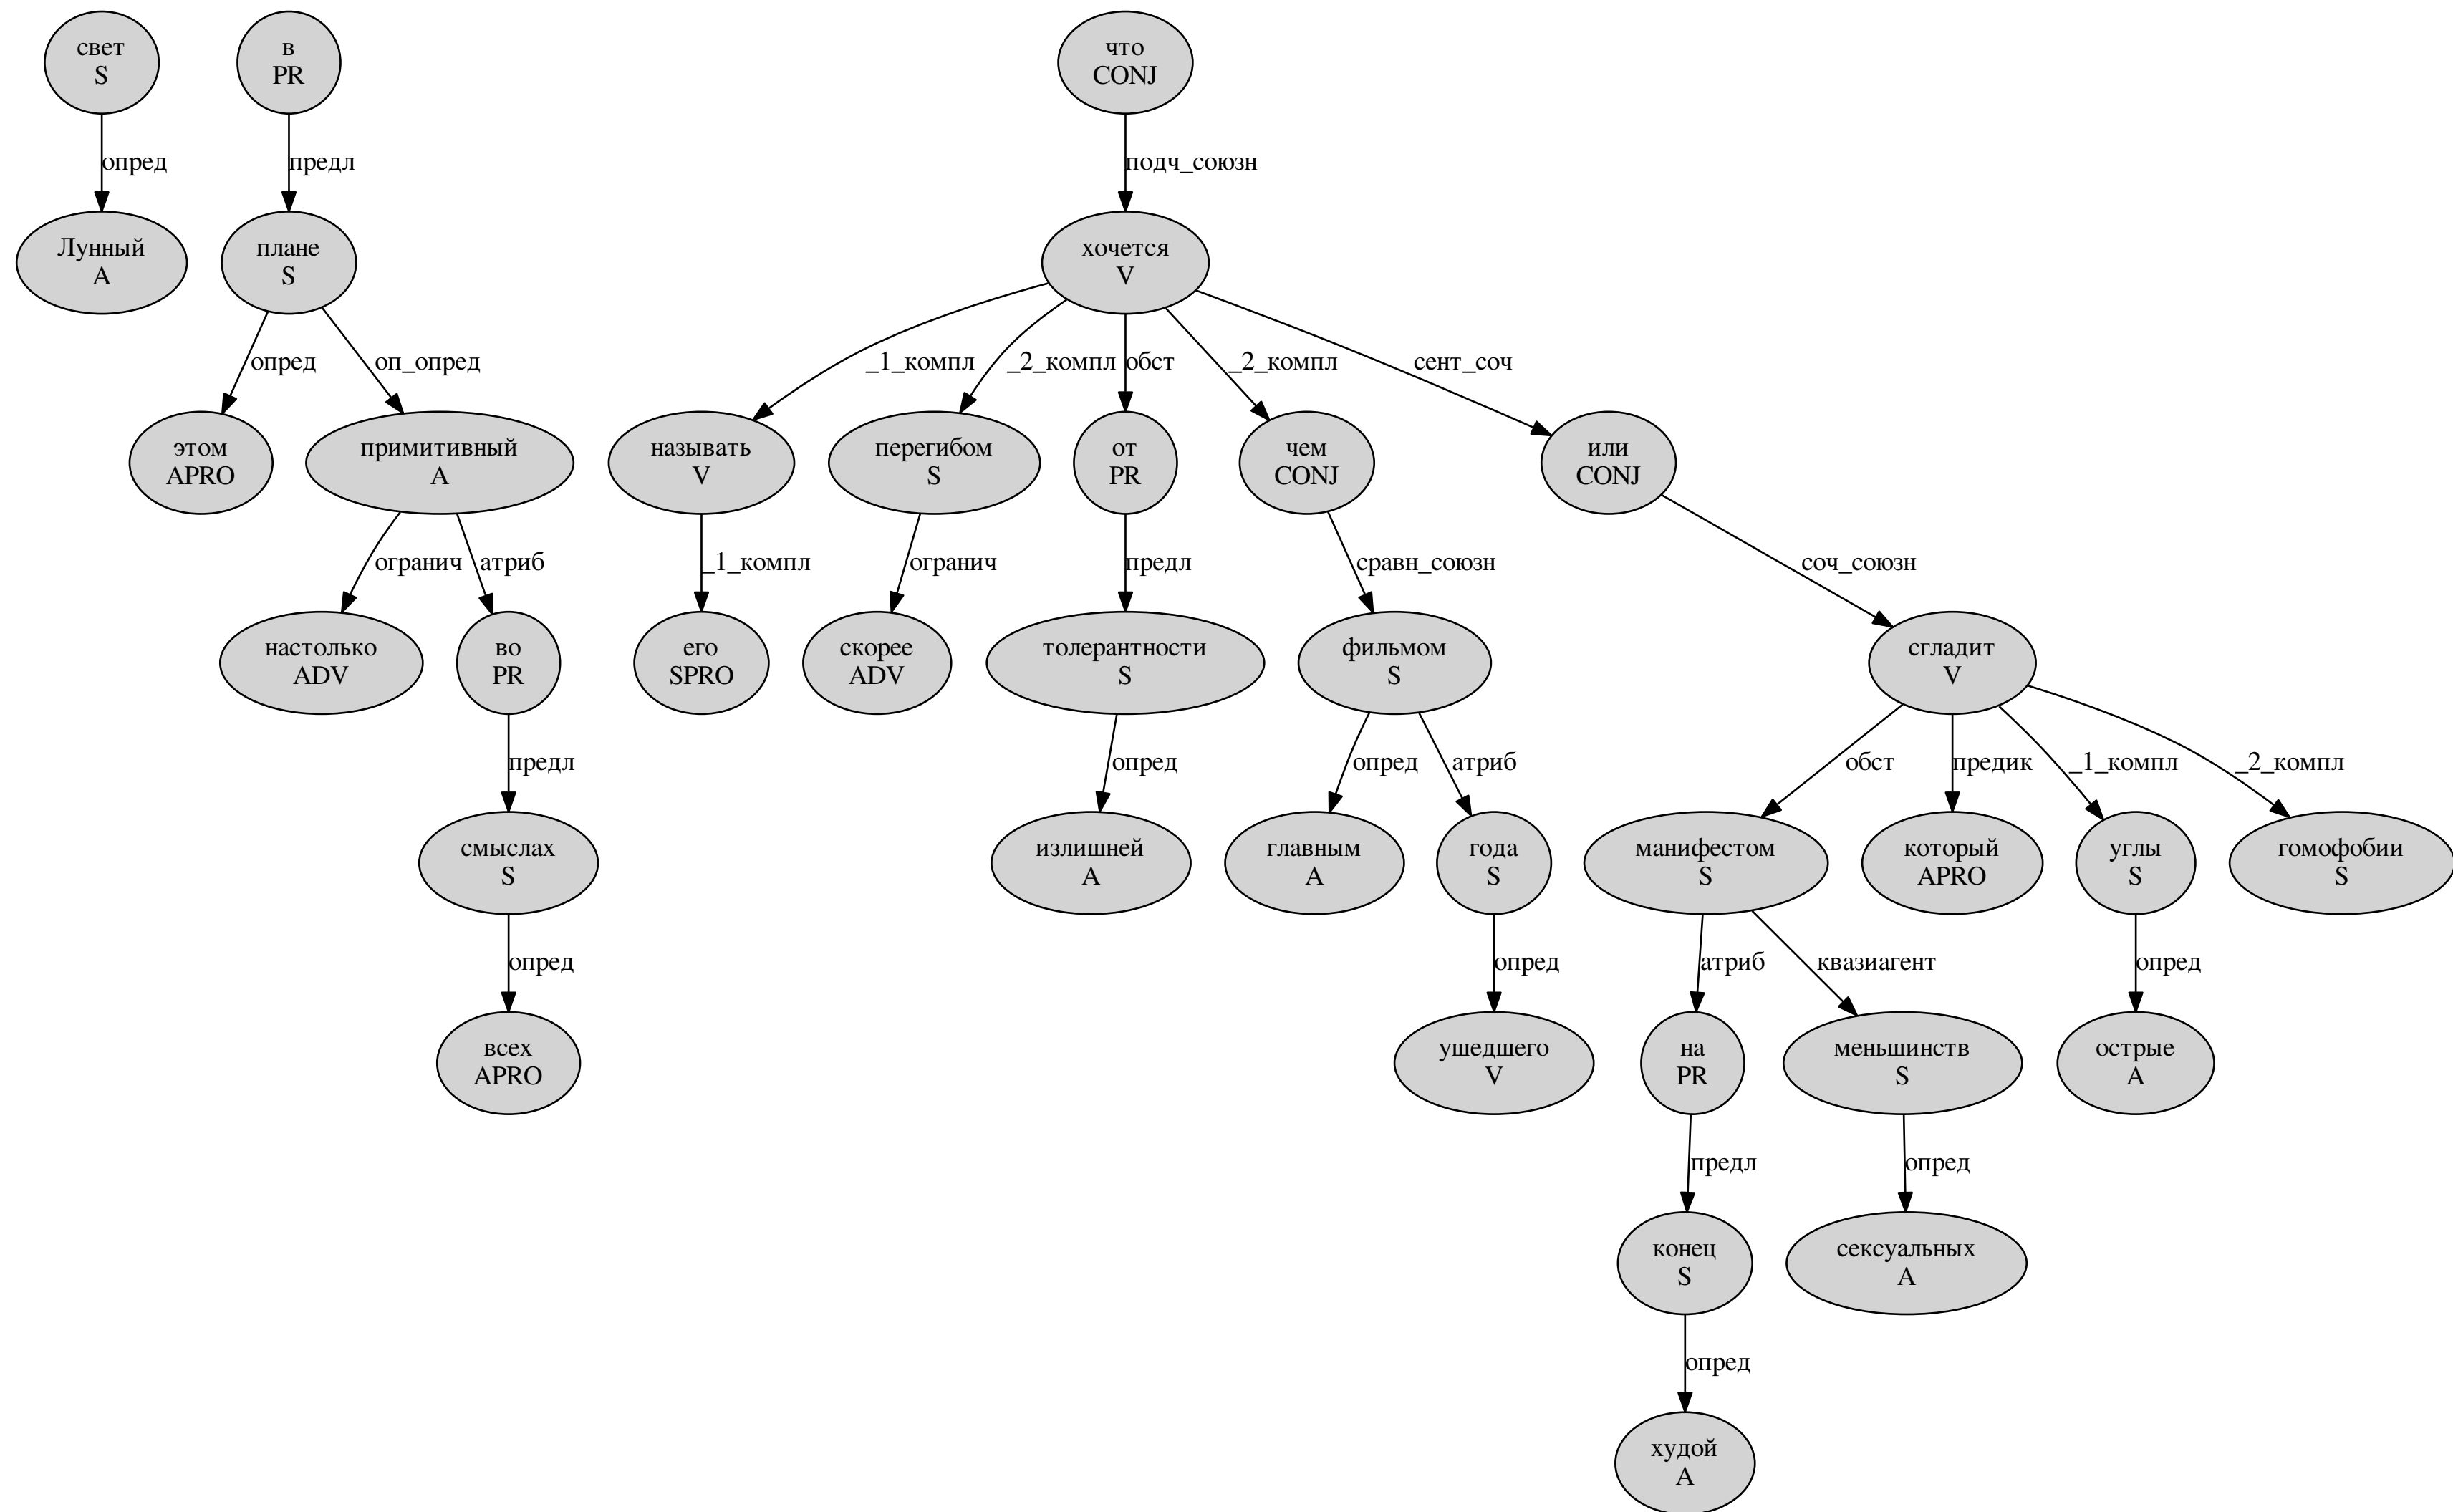 свет
S
в
PR
что
CONJ
опред
предл
подч_союзн
Лунный
A
плане
S
хочется
V
опред
оп_опред
_1_компл
_2_компл
обст
_2_компл
сент_соч
этом
APRO
примитивный
A
называть
V
перегибом
S
от
PR
чем
CONJ
или
CONJ
огранич
атриб
_1_компл
огранич
предл
сравн_союзн
соч_союзн
настолько
ADV
во
PR
его
SPRO
скорее
ADV
толерантности
S
фильмом
S
сгладит
V
предл
опред
опред
атриб
обст
предик
_1_компл
_2_компл
смыслах
S
излишней
A
главным
A
года
S
манифестом
S
который
APRO
углы
S
гомофобии
S
опред
опред
атриб
квазиагент
опред
всех
APRO
ушедшего
V
на
PR
меньшинств
S
острые
A
предл
опред
конец
S
сексуальных
A
опред
худой
A